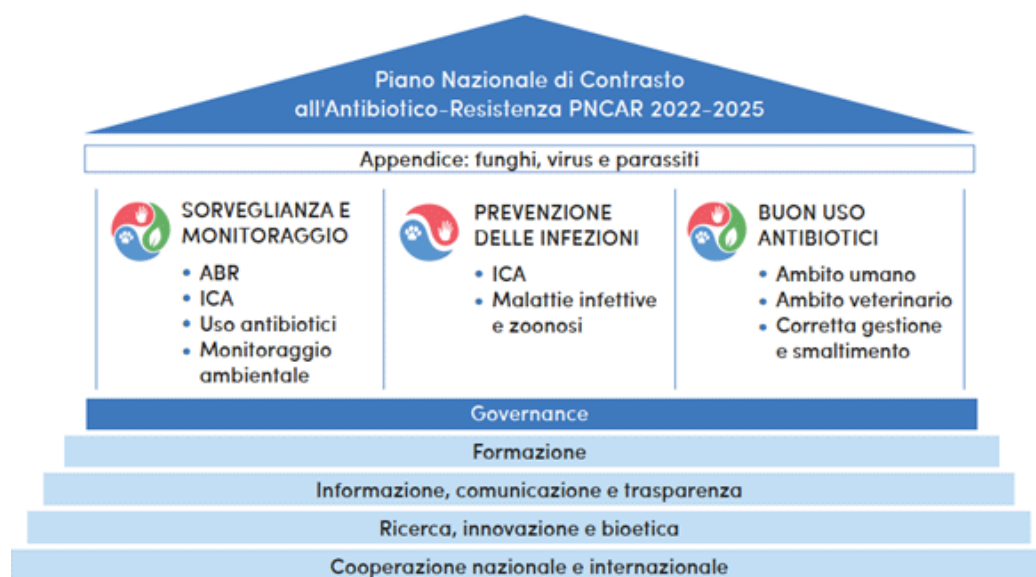 Piano Nazionale di Contrasto
all'Antibiotico-Resistenza PNCAR 2022-2025
Appendice: funghi, virus e parassiti
SORVEGLIANZA E
MONITORAGGIO
• ABR
• ICA
• Uso antibiotici
• Monitoraggio
ambientale
PREVENZIONE
DELLE INFEZIONI
• ICA
• Malattie infettive
e zoonosi
BUON USO
ANTIBIOTICI
• Ambito umano
• Ambito veterinario
• Corretta gestione
e smaltimento
Governance
Formazione
Informazione, comunicazione e trasparenza
Ricerca, innovazione e bioetica
Cooperazione nazionale e internazionale